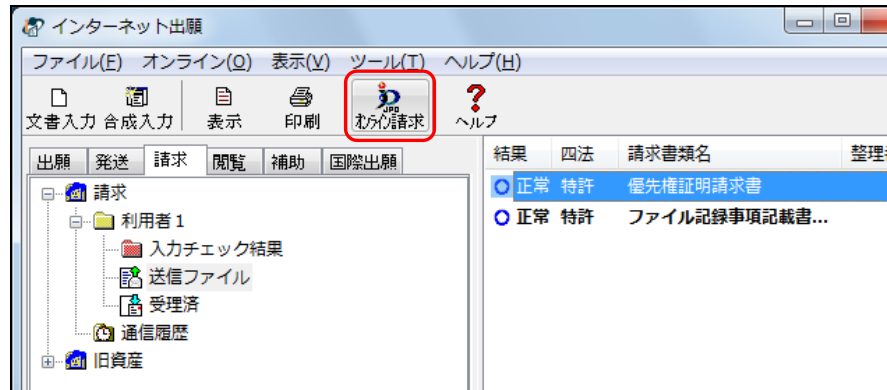 インターネット出願
ファイル(F) オンライン(O) 表示(V) ツール(T) ヘルプ(H)
文書入力 合成入力 表示 印刷 オンライン請求 ヘルプ
出願 発送 請求 閲覧 補助 国際出願
請求
利用者1
入力チェック結果
送信ファイル
受理済
通信履歴
旧資産
結果 四法 請求書類名
正常 特許 優先権証明請求書
正常 特許 ファイル記録事項記載書...